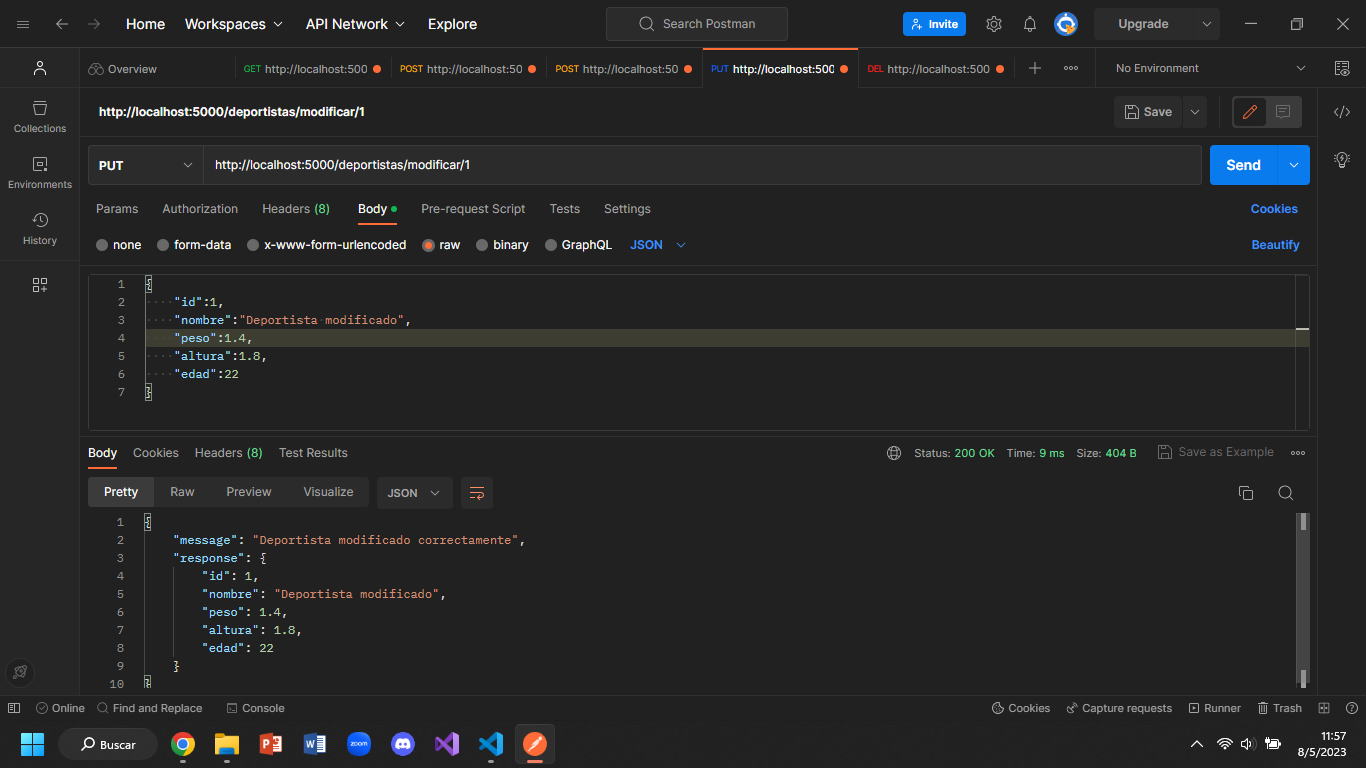 Home Workspaces API Network Explore Search Postman Invite Upgrade
Overview GET http://localhost:500 POST http://localhost:50 POST http://localhost:50 PUT http://localhost:500 DEL http://localhost:500 No Environment
Collections
Environments
History
http://localhost:5000/deportistas/modificar/1 Save
PUT http://localhost:5000/deportistas/modificar/1 Send
Params Authorization Headers (8) Body Pre-request Script Tests Settings Cookies
none form-data x-www-form-urlencoded raw binary GraphQL JSON Beautify
1 {
2 "id":1,
3 "nombre":"Deportista modificado",
4 "peso":1.4,
5 "altura":1.8,
6 "edad":22
7 }
Body Cookies Headers (8) Test Results Status: 200 OK Time: 9 ms Size: 404 B Save as Example
Pretty Raw Preview Visualize JSON
1 {
2 "message": "Deportista modificado correctamente",
3 "response": {
4 "id": 1,
5 "nombre": "Deportista modificado",
6 "peso": 1.4,
7 "altura": 1.8,
8 "edad": 22
9 }
10 }
Online Find and Replace Console Cookies Capture requests Runner Trash
Buscar zoom 11:57
8/5/2023